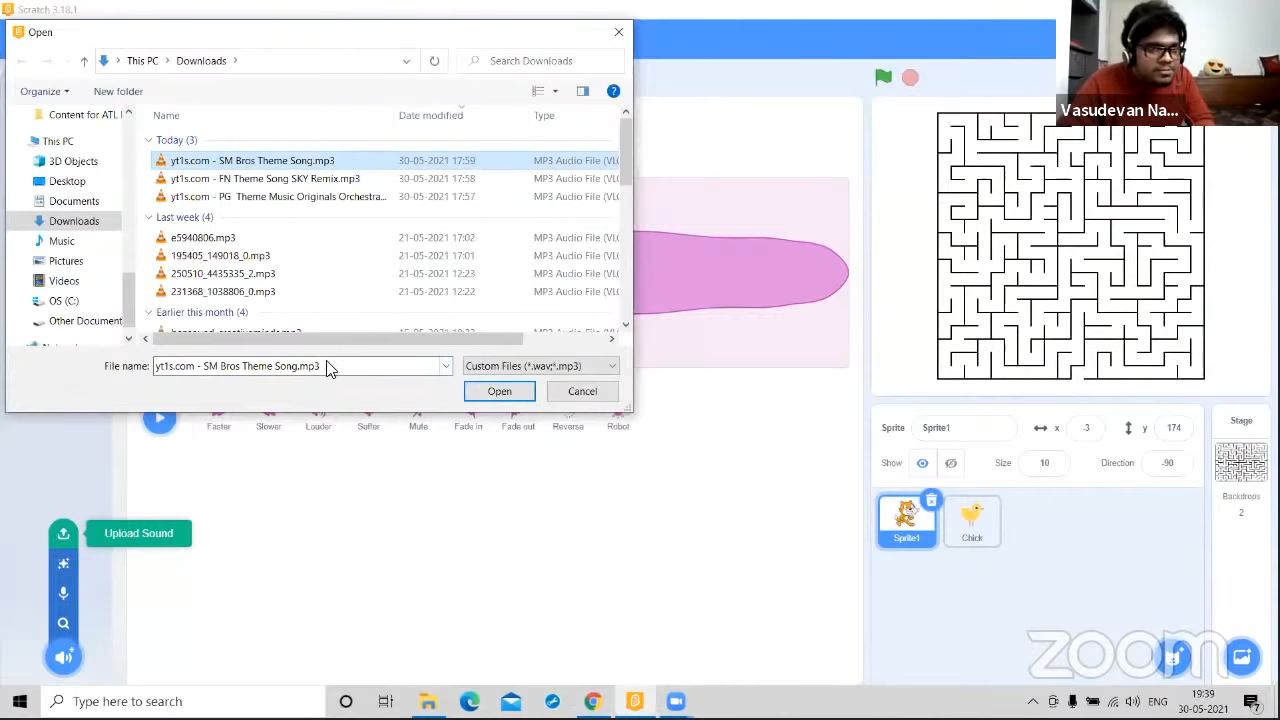 Scratch 3.18.1
Open
This PC
Downloads
Search Downloads
Organize
New folder
?
Content for ATL
This PC
3D Objects
Desktop
Documents
Downloads
Music
Pictures
Videos
OS (C:)
Other Document
Name
Date modified
Type
Today (3)
yt1s.com - SM Bros Theme Song.mp3 30-05-2021 17:59 MP3 Audio File (VLC
yt1s.com - FN Theme Song SKY Remix.mp3 30-05-2021 17:58 MP3 Audio File (VLC
yt1s.com - PG Theme Music Originals Orchestra... 30-05-2021 17:57 MP3 Audio File (VLC
Last week (4)
e5940806.mp3 21-05-2021 17:02 MP3 Audio File (VLC
195405_149018_0.mp3 21-05-2021 17:01 MP3 Audio File (VLC
250510_4435335_2.mp3 21-05-2021 12:23 MP3 Audio File (VLC
231368_1038806_0.mp3 21-05-2021 12:22 MP3 Audio File (VLC
Earlier this month (4)
File name: yt1s.com - SM Bros Theme Song.mp3
Custom Files (*.wav;*.mp3)
Open
Cancel
Faster
Slower
Louder
Softer
Mute
Fade in
Fade out
Reverse
Robot
Upload Sound
Vasudevan Na...
Sprite
Sprite1
x
-3
y
174
Show
Size
10
Direction
-90
Sprite1
Chick
Stage
Backdrops
2
zoom
Type here to search
ENG
19:39
30-05-2021
7